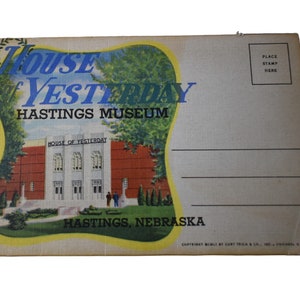 House
of Yesterday
HASTINGS MUSEUM
PLACE
STAMP
HERE
HOUSE OF YESTERDAY
HASTINGS, NEBRASKA